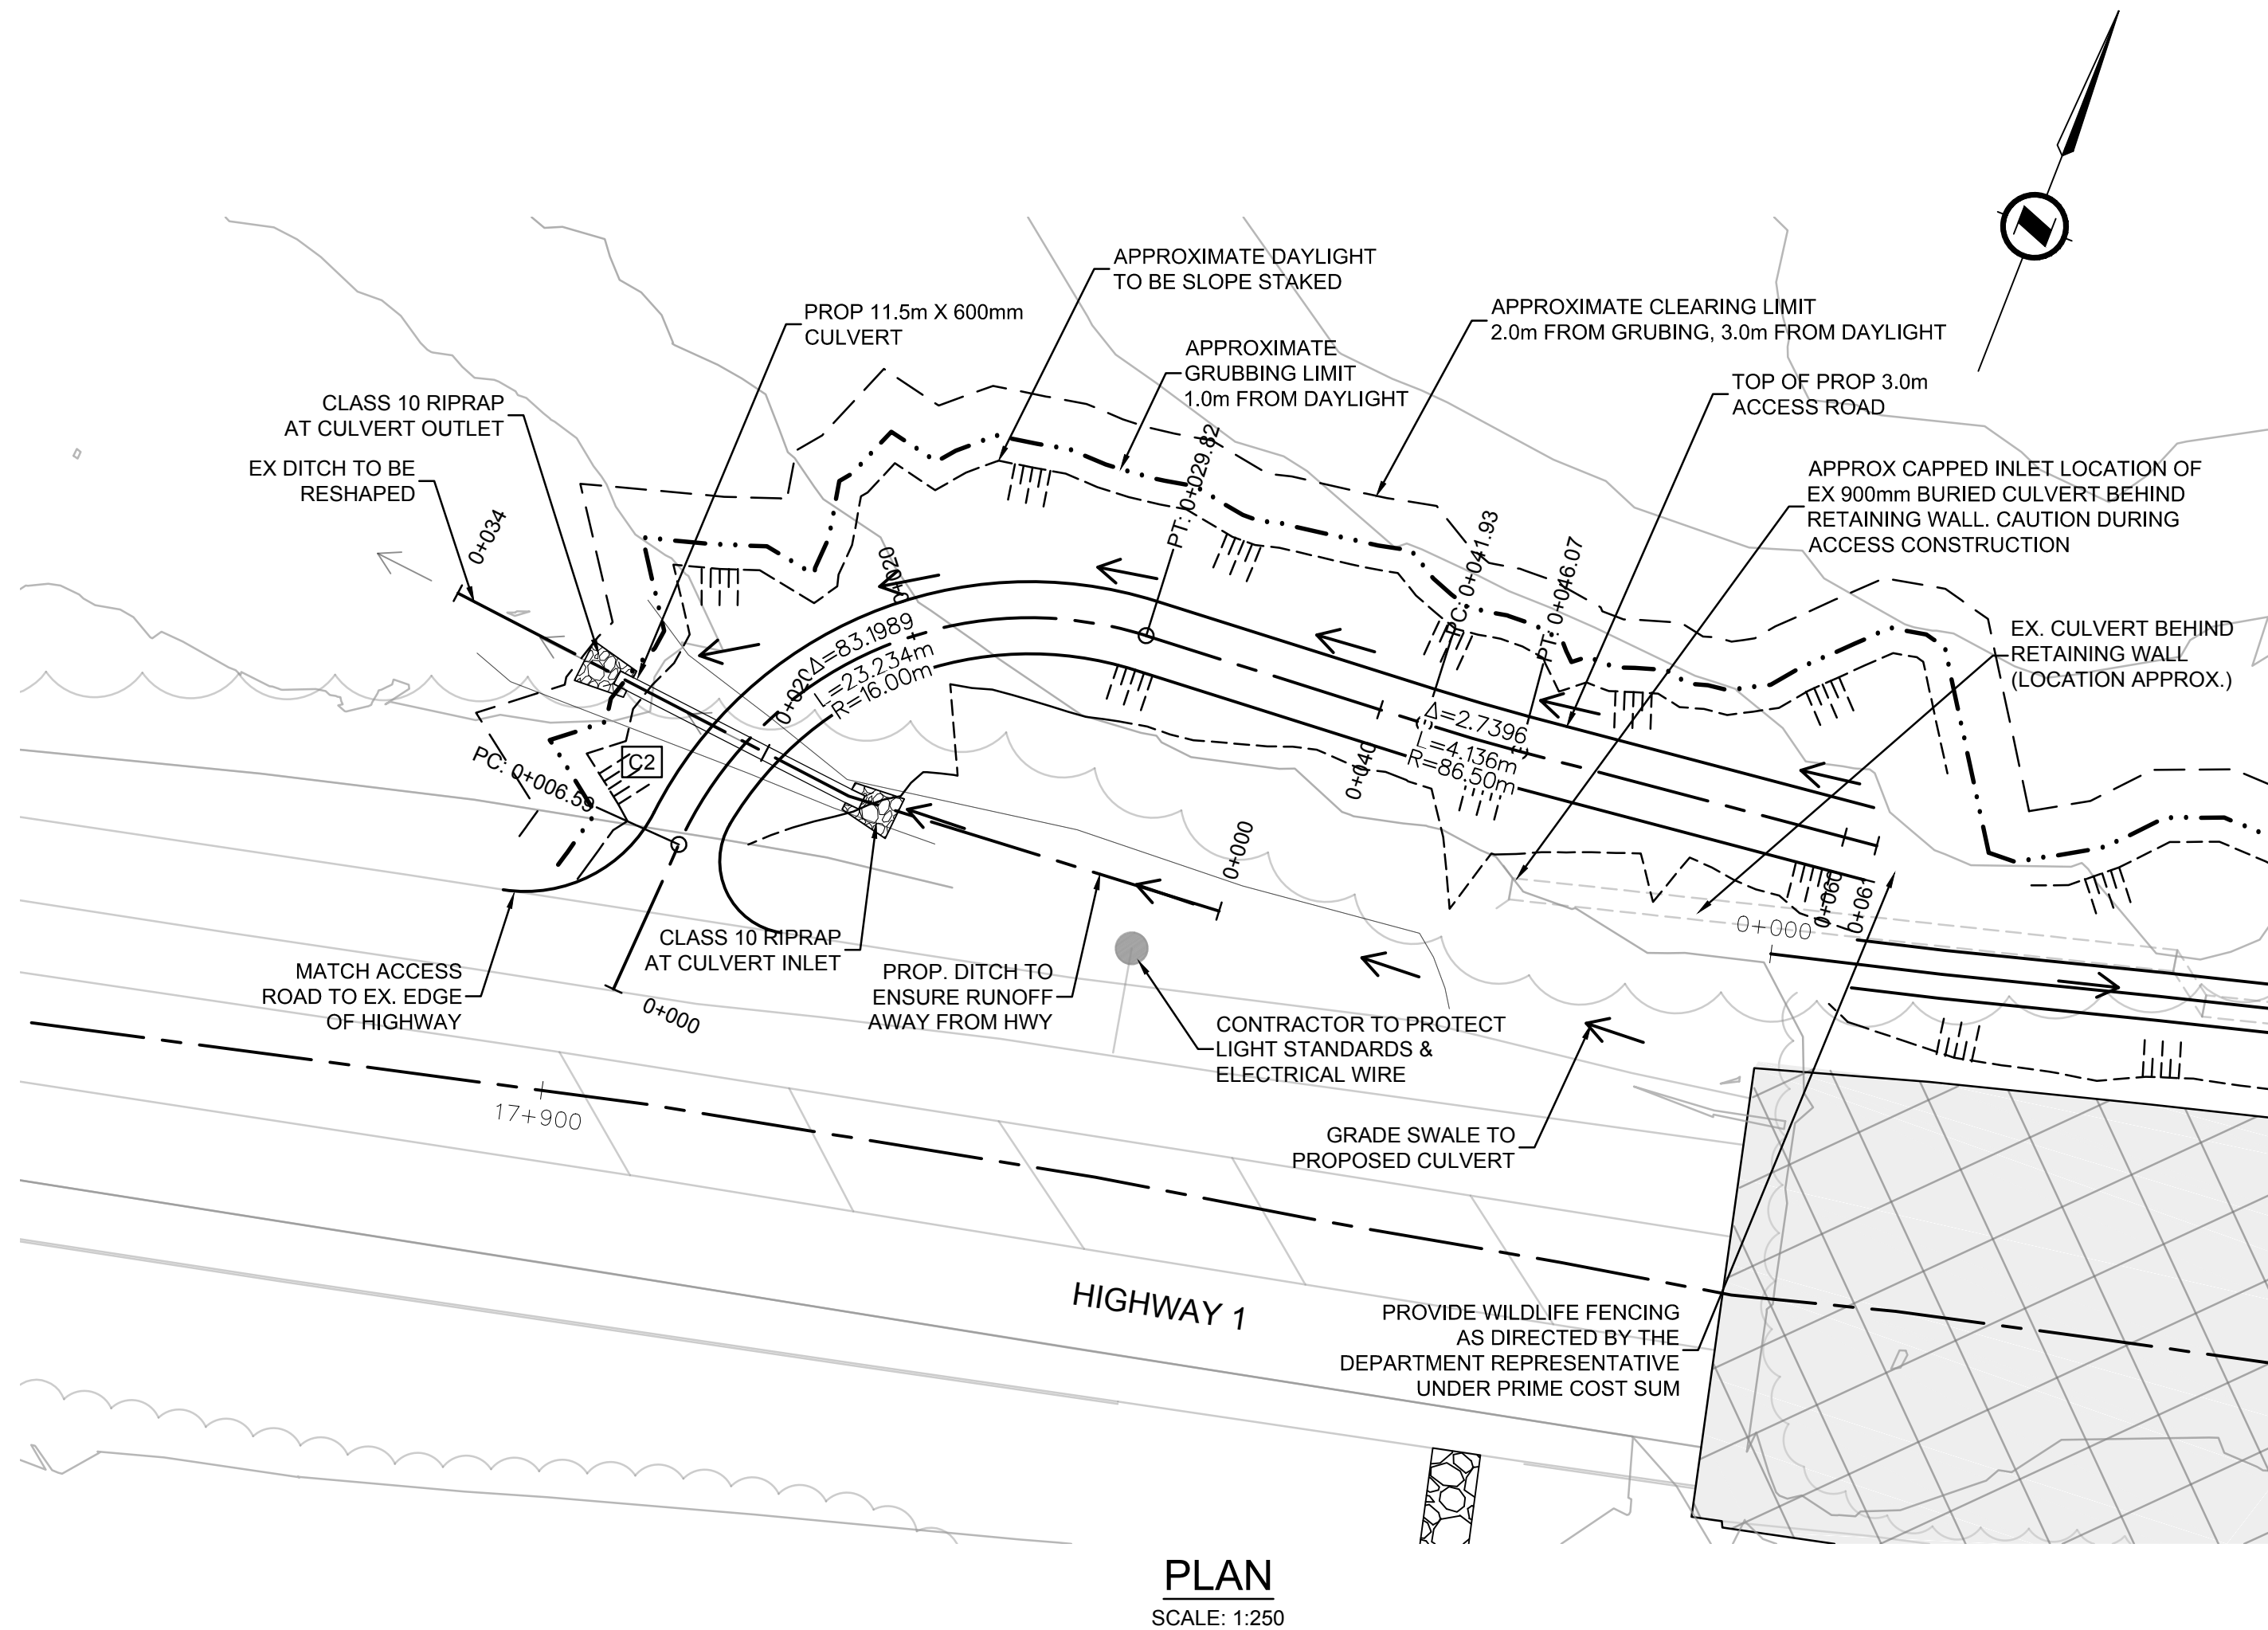 APPROXIMATE DAYLIGHT
TO BE SLOPE STAKED
PROP 11.5m X 600mm
CULVERT
APPROXIMATE CLEARING LIMIT
2.0m FROM GRUBING, 3.0m FROM DAYLIGHT
APPROXIMATE
GRUBBING LIMIT
1.0m FROM DAYLIGHT
TOP OF PROP 3.0m
ACCESS ROAD
CLASS 10 RIPRAP
AT CULVERT OUTLET
EX DITCH TO BE
RESHAPED
APPROX CAPPED INLET LOCATION OF
EX 900mm BURIED CULVERT BEHIND
RETAINING WALL. CAUTION DURING
ACCESS CONSTRUCTION
0+034
PT: 0+029.82
PC: 0+041.93
PT: 0+046.07
0+020
EX. CULVERT BEHIND
RETAINING WALL
(LOCATION APPROX.)
0+020
Δ=83.1989
L=23.234m
R=16.00m
Δ=2.7396
L=4.136m
R=86.50m
C2
PC: 0+006.59
0+040
0+000
0+060
0+061
0+000
CLASS 10 RIPRAP
AT CULVERT INLET
MATCH ACCESS
ROAD TO EX. EDGE
OF HIGHWAY
PROP. DITCH TO
ENSURE RUNOFF
AWAY FROM HWY
0+000
CONTRACTOR TO PROTECT
LIGHT STANDARDS &
ELECTRICAL WIRE
17+900
GRADE SWALE TO
PROPOSED CULVERT
HIGHWAY 1
PROVIDE WILDLIFE FENCING
AS DIRECTED BY THE
DEPARTMENT REPRESENTATIVE
UNDER PRIME COST SUM
PLAN
SCALE: 1:250